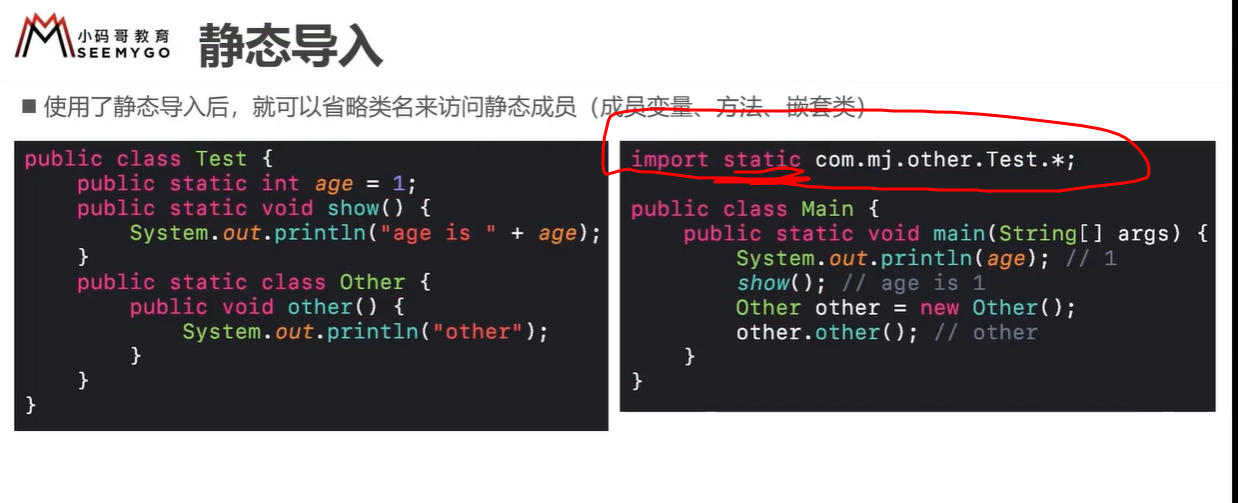 小码哥教育
SEEMYGO
静态导入
■ 使用了静态导入后，就可以省略类名来访问静态成员（成员变量、方法、嵌套类）
public class Test {
    public static int age = 1;
    public static void show() {
        System.out.println("age is " + age);
    }
    public static class Other {
        public void other() {
            System.out.println("other");
        }
    }
}
import static com.mj.other.Test.*;
public class Main {
    public static void main(String[] args) {
        System.out.println(age); // 1
        show(); // age is 1
        Other other = new Other();
        other.other(); // other
    }
}